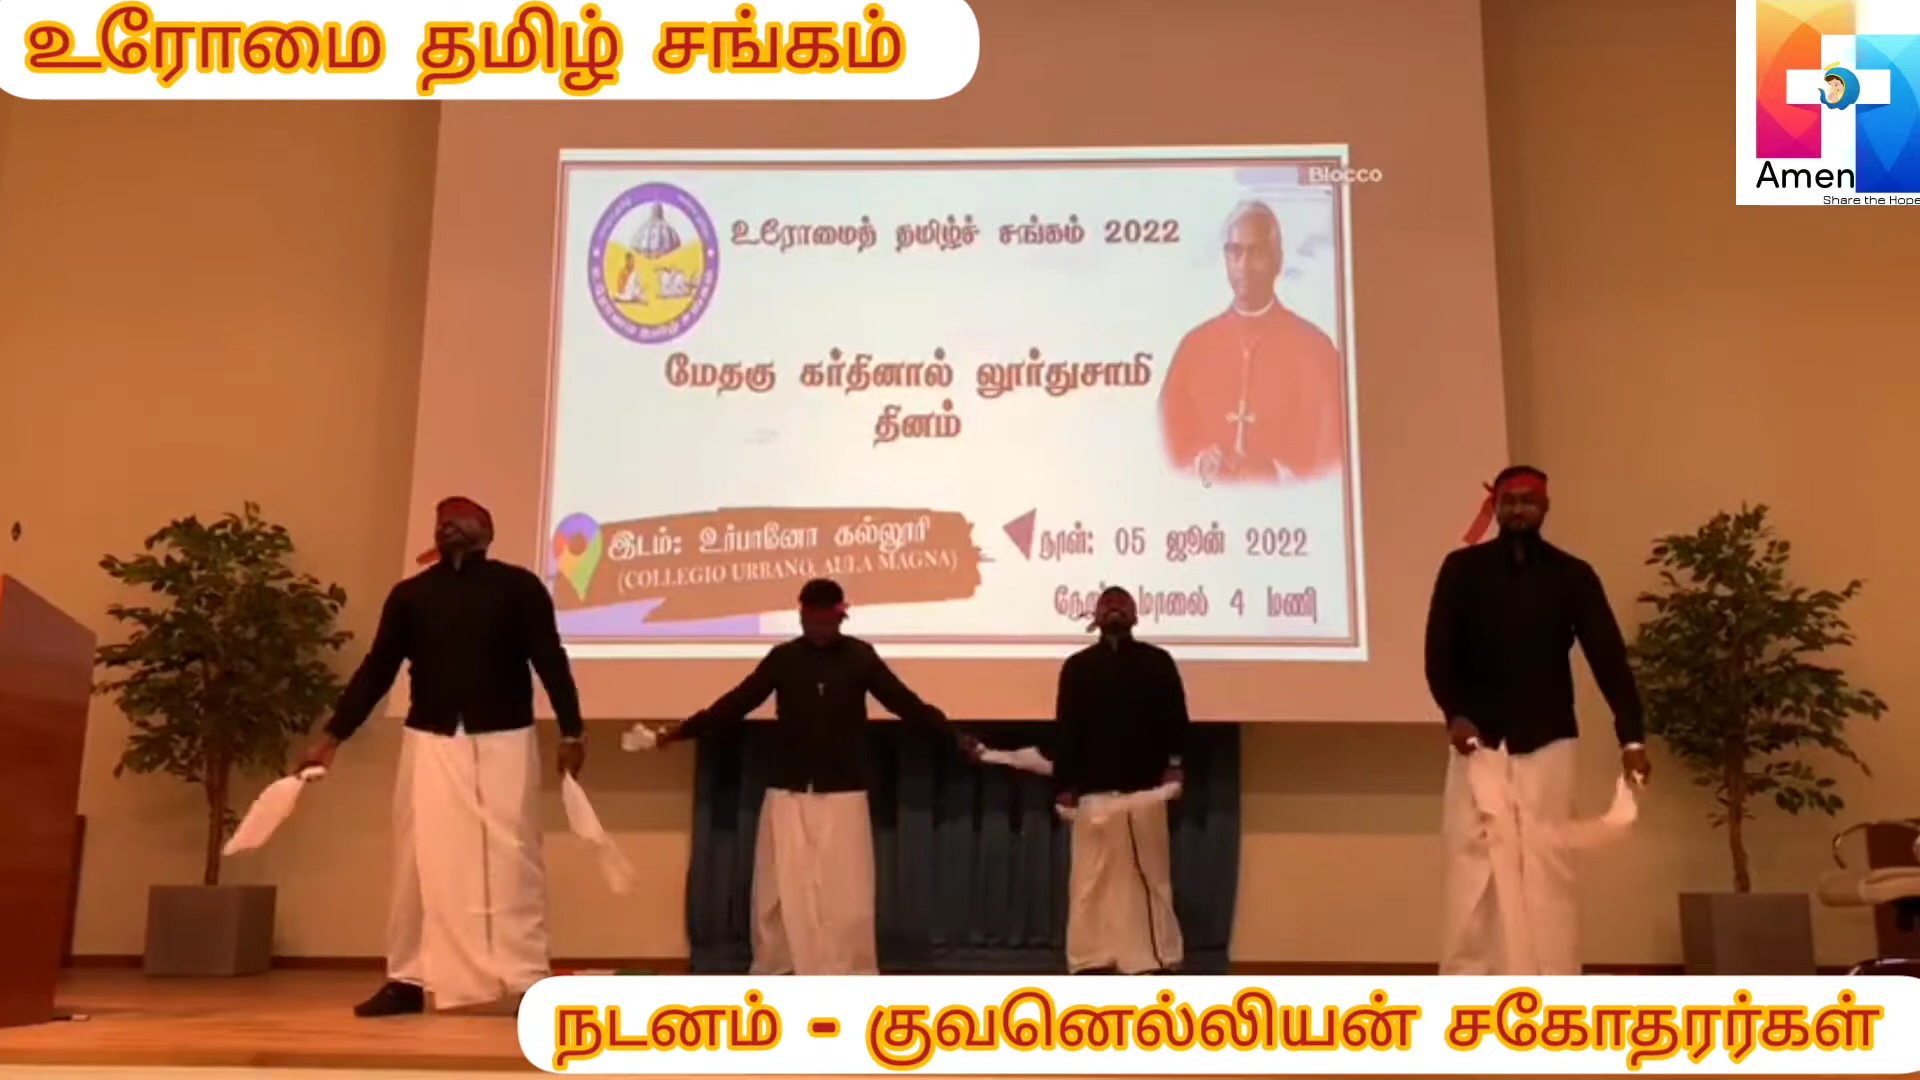 உரோமை தமிழ் சங்கம்
Amen
Share the Hope
Blocco
உரோமைத் தமிழ்ச் சங்கம் 2022
மேதகு கர்தினால் லூர்துசாமி
தினம்
இடம்: உர்பானோ கல்லூரி
(COLLEGIO URBANO, AULA MAGNA)
நாள்: 05 ஜூன் 2022
மாலை 4 மணி
நடனம் - குவனெல்லியன் சகோதரர்கள்